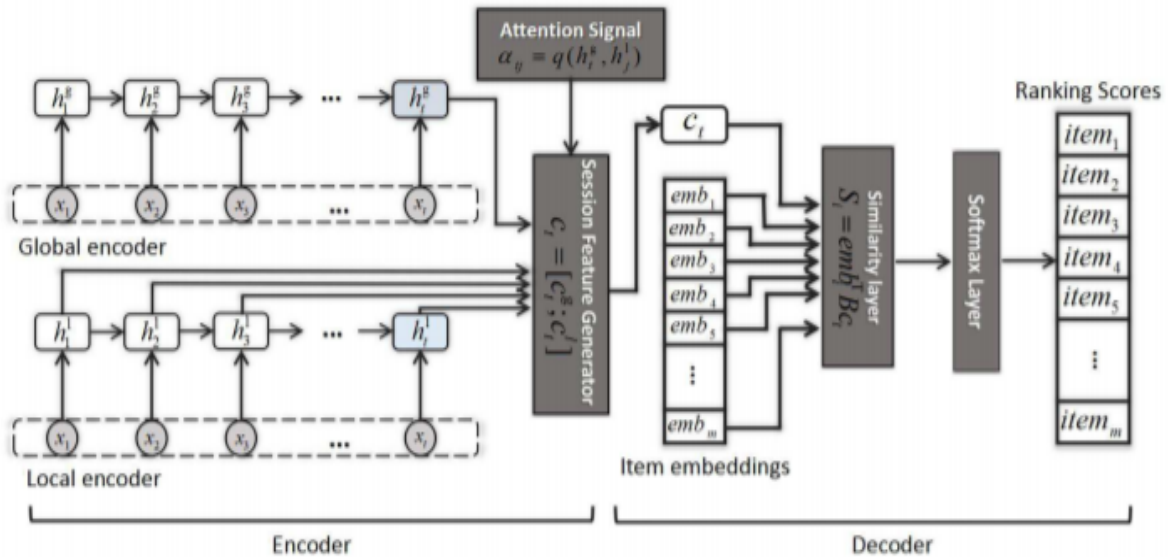 Attention Signal
α_ij = q(h_t^g, h_j^l)
h_1^g h_2^g h_3^g ... h_t^g
x_1 x_2 x_3 ... x_t
Global encoder
h_1^l h_2^l h_3^l ... h_t^l
x_1 x_2 x_3 ... x_t
Local encoder
Session Feature Generator
c_t = [c_t^g ; c_t^l]
c_t
emb_1
emb_2
emb_3
emb_4
emb_5
...
emb_m
Item embeddings
Similarity layer
S_i = emb_i^T B c_t
Softmax Layer
Ranking Scores
item_1
item_2
item_3
item_4
item_5
...
item_m
Encoder
Decoder